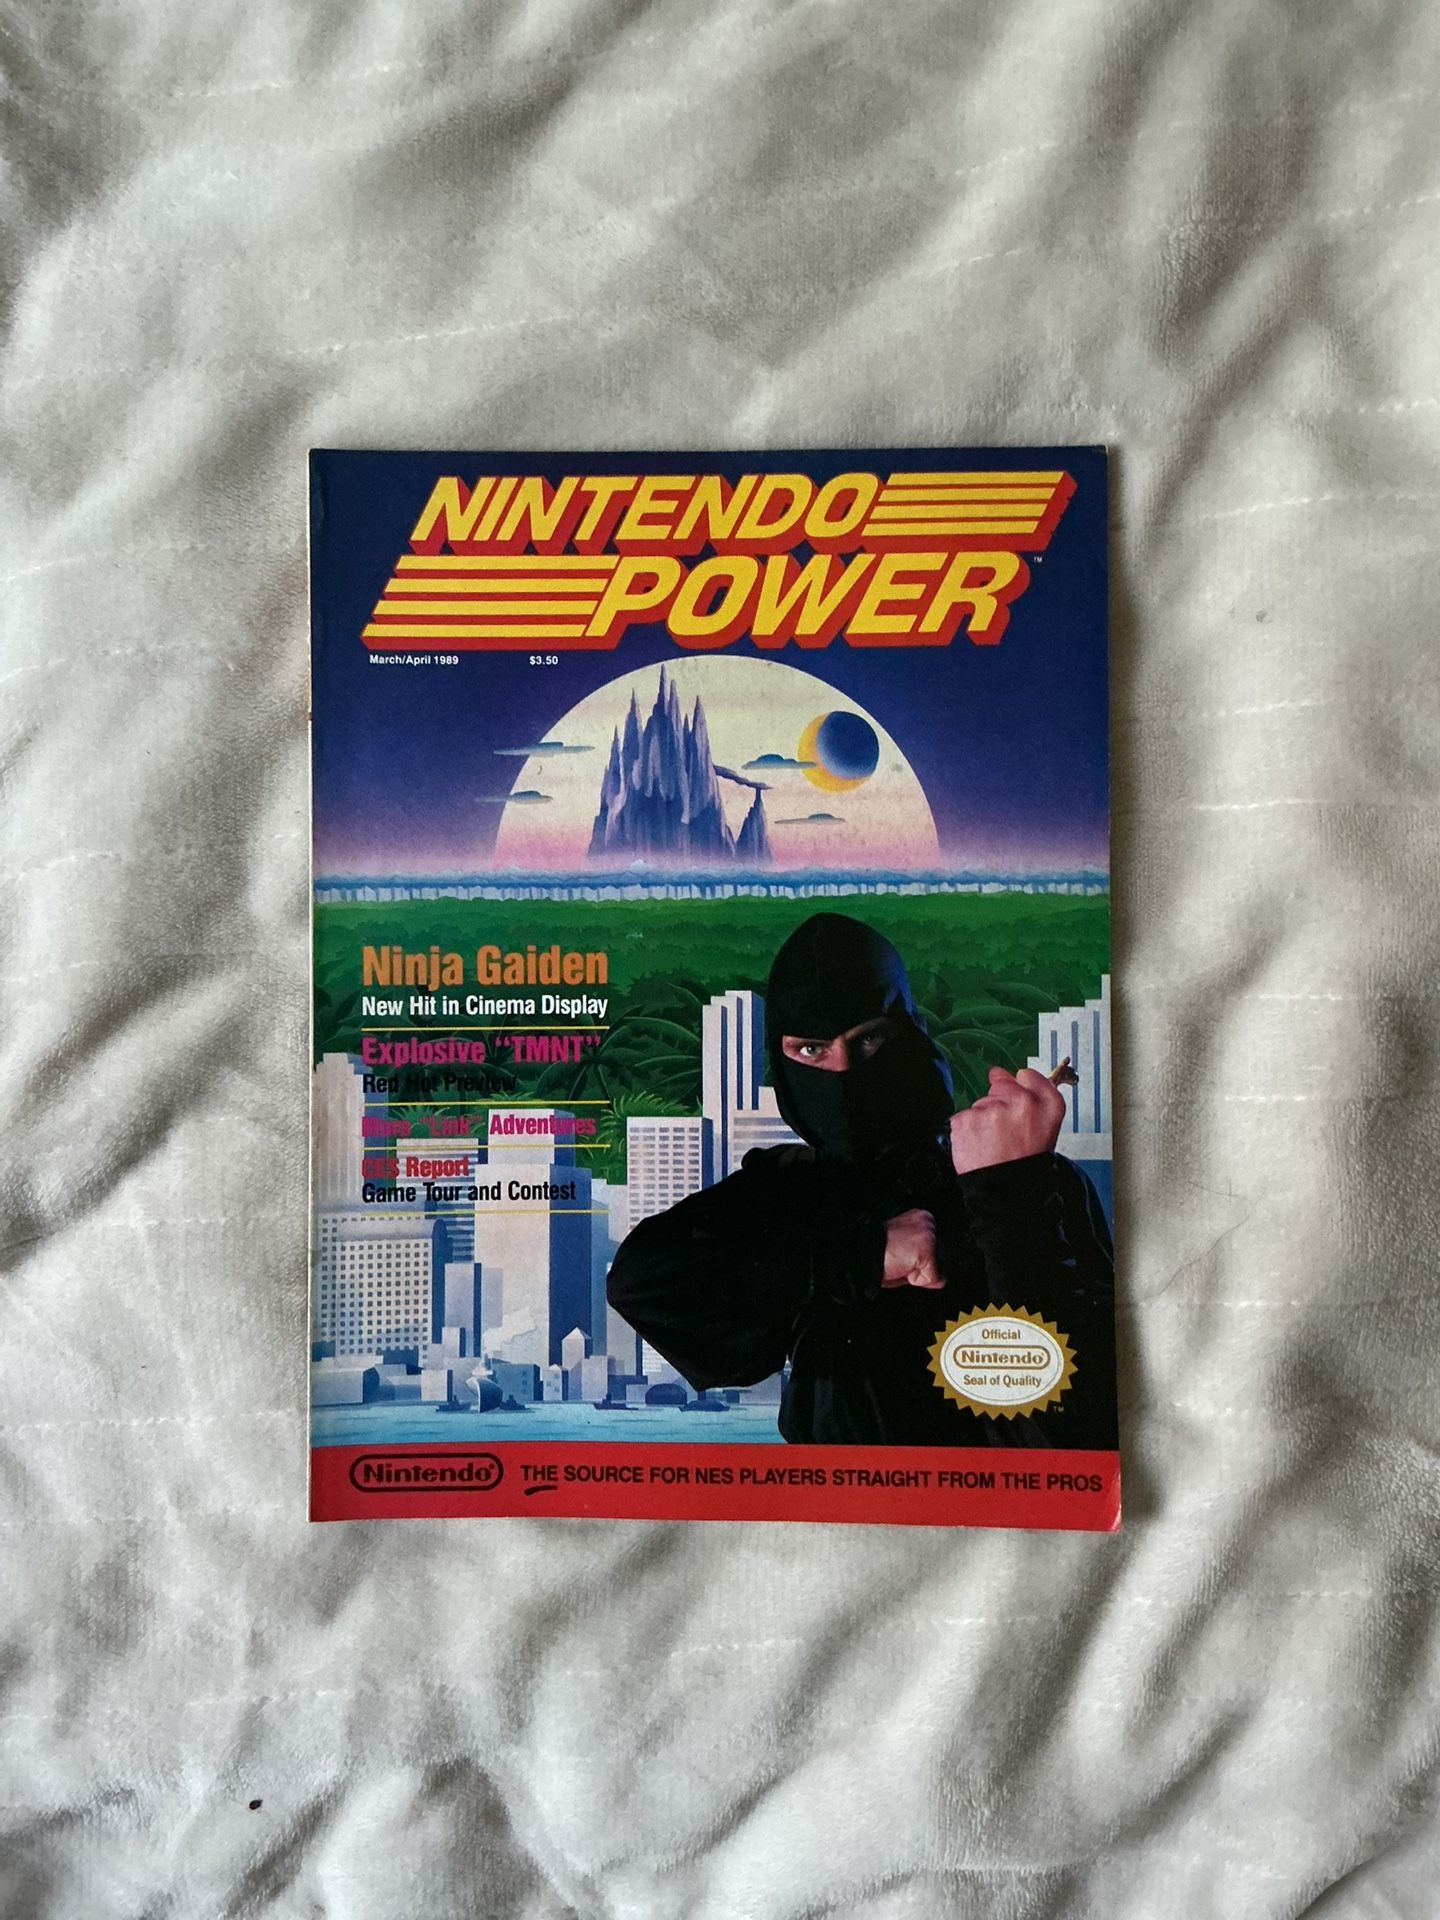 NINTENDO
POWER™
March/April 1989 $3.50
Ninja Gaiden
New Hit in Cinema Display
Explosive "TMNT"
Red Hot Preview
More "Link" Adventures
CES Report
Game Tour and Contest
Official
Nintendo®
Seal of Quality
TM
Nintendo® THE SOURCE FOR NES PLAYERS STRAIGHT FROM THE PROS